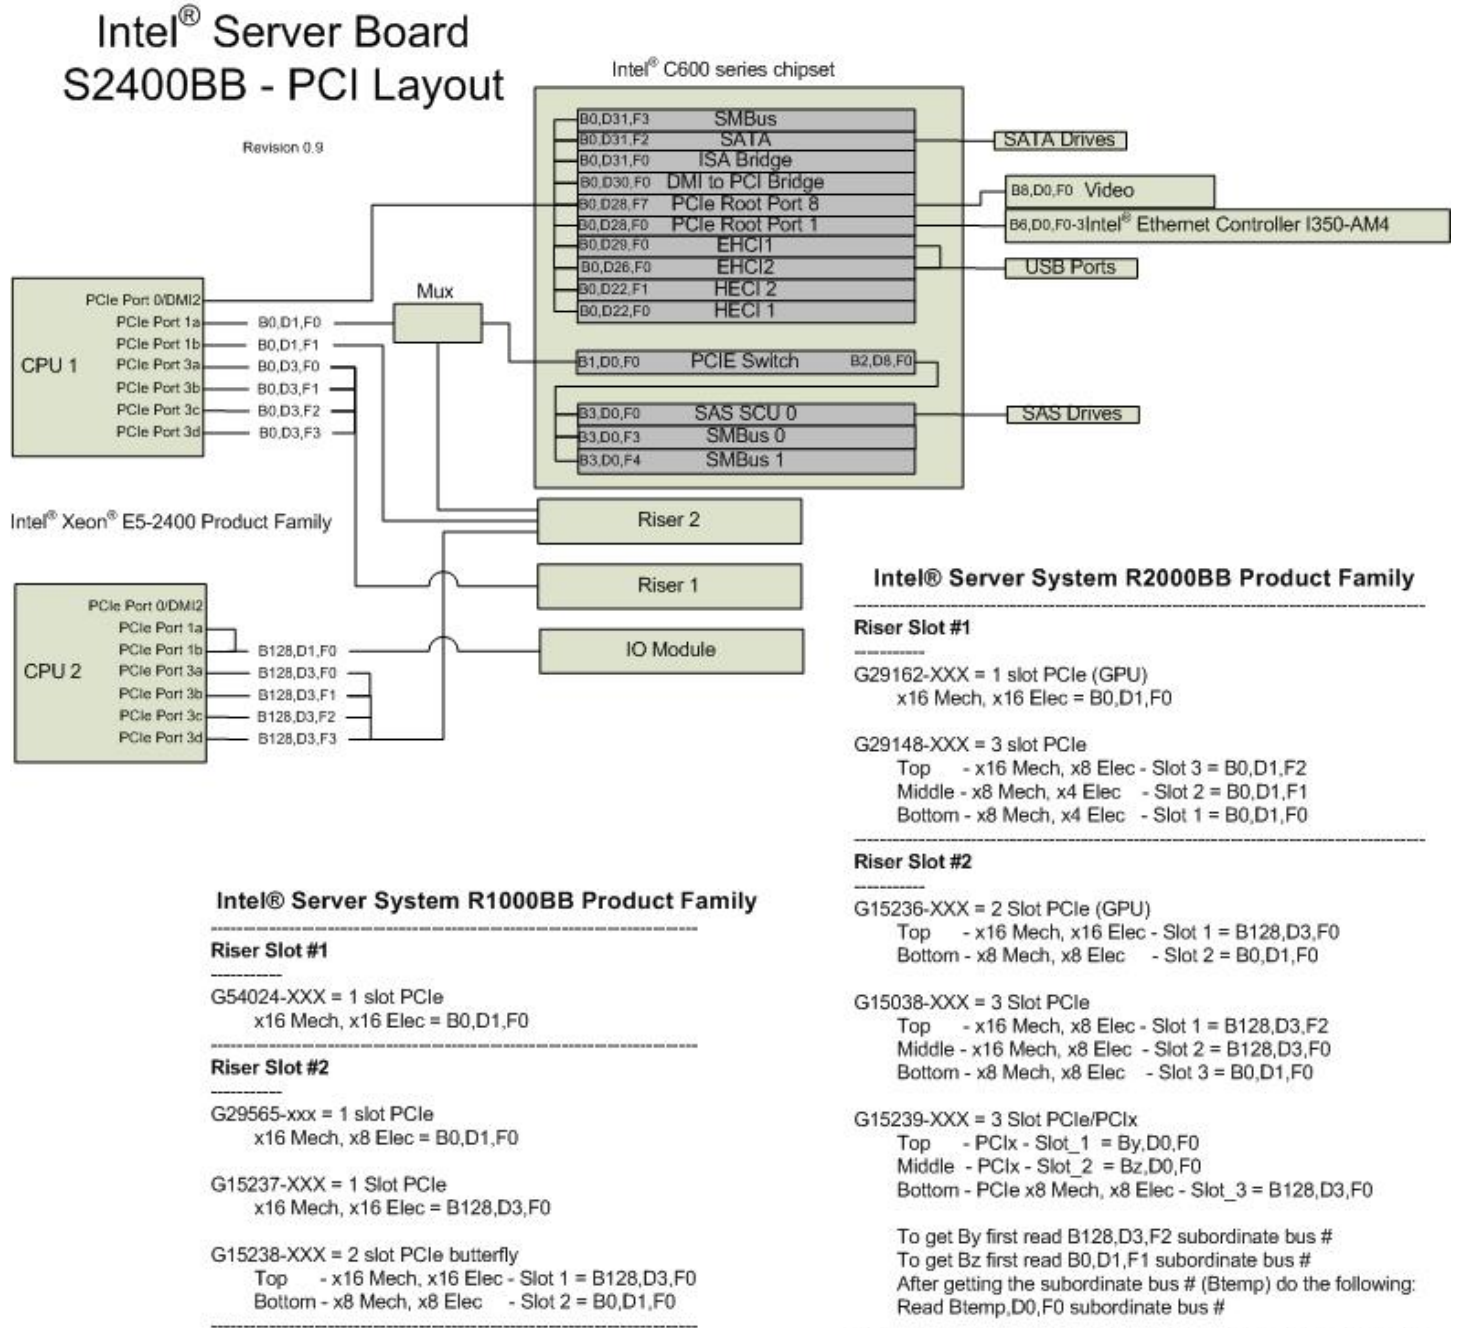 Intel® Server Board
S2400BB - PCI Layout
Revision 0.9
Intel® C600 series chipset
B0,D31,F3 SMBus
B0,D31,F2 SATA
B0,D31,F0 ISA Bridge
B0,D30,F0 DMI to PCI Bridge
B0,D28,F7 PCIe Root Port 8
B0,D28,F0 PCIe Root Port 1
B0,D29,F0 EHCI1
B0,D26,F0 EHCI2
B0,D22,F1 HECI 2
B0,D22,F0 HECI 1
SATA Drives
B8,D0,F0 Video
B6,D0,F0-3Intel® Ethernet Controller I350-AM4
USB Ports
B1,D0,F0 PCIE Switch B2,D8,F0
B3,D0,F0 SAS SCU 0
B3,D0,F3 SMBus 0
B3,D0,F4 SMBus 1
SAS Drives
Mux
CPU 1
PCIe Port 0/DMI2
PCIe Port 1a B0,D1,F0
PCIe Port 1b B0,D1,F1
PCIe Port 3a B0,D3,F0
PCIe Port 3b B0,D3,F1
PCIe Port 3c B0,D3,F2
PCIe Port 3d B0,D3,F3
Intel® Xeon® E5-2400 Product Family
Riser 2
Riser 1
IO Module
CPU 2
PCIe Port 0/DMI2
PCIe Port 1a
PCIe Port 1b B128,D1,F0
PCIe Port 3a B128,D3,F0
PCIe Port 3b B128,D3,F1
PCIe Port 3c B128,D3,F2
PCIe Port 3d B128,D3,F3
Intel® Server System R1000BB Product Family
Riser Slot #1
G54024-XXX = 1 slot PCIe
x16 Mech, x16 Elec = B0,D1,F0
Riser Slot #2
G29565-xxx = 1 slot PCIe
x16 Mech, x8 Elec = B0,D1,F0
G15237-XXX = 1 Slot PCIe
x16 Mech, x16 Elec = B128,D3,F0
G15238-XXX = 2 slot PCIe butterfly
Top - x16 Mech, x16 Elec - Slot 1 = B128,D3,F0
Bottom - x8 Mech, x8 Elec - Slot 2 = B0,D1,F0
Intel® Server System R2000BB Product Family
Riser Slot #1
G29162-XXX = 1 slot PCIe (GPU)
x16 Mech, x16 Elec = B0,D1,F0
G29148-XXX = 3 slot PCIe
Top - x16 Mech, x8 Elec - Slot 3 = B0,D1,F2
Middle - x8 Mech, x4 Elec - Slot 2 = B0,D1,F1
Bottom - x8 Mech, x4 Elec - Slot 1 = B0,D1,F0
Riser Slot #2
G15236-XXX = 2 Slot PCIe (GPU)
Top - x16 Mech, x16 Elec - Slot 1 = B128,D3,F0
Bottom - x8 Mech, x8 Elec - Slot 2 = B0,D1,F0
G15038-XXX = 3 Slot PCIe
Top - x16 Mech, x8 Elec - Slot 1 = B128,D3,F2
Middle - x16 Mech, x8 Elec - Slot 2 = B128,D3,F0
Bottom - x8 Mech, x8 Elec - Slot 3 = B0,D1,F0
G15239-XXX = 3 Slot PCIe/PCIx
Top - PCIx - Slot_1 = By,D0,F0
Middle - PCIx - Slot_2 = Bz,D0,F0
Bottom - PCIe x8 Mech, x8 Elec - Slot_3 = B128,D3,F0
To get By first read B128,D3,F2 subordinate bus #
To get Bz first read B0,D1,F1 subordinate bus #
After getting the subordinate bus # (Btemp) do the following:
Read Btemp,D0,F0 subordinate bus #